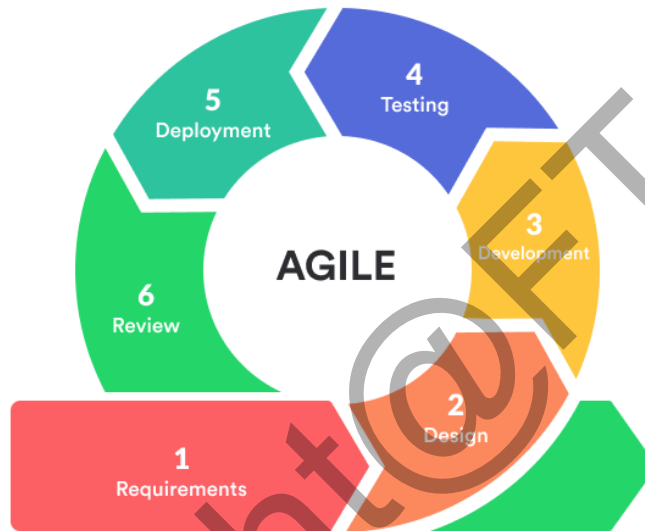 4
Testing
5
Deployment
3
Development
AGILE
6
Review
2
Design
1
Requirements